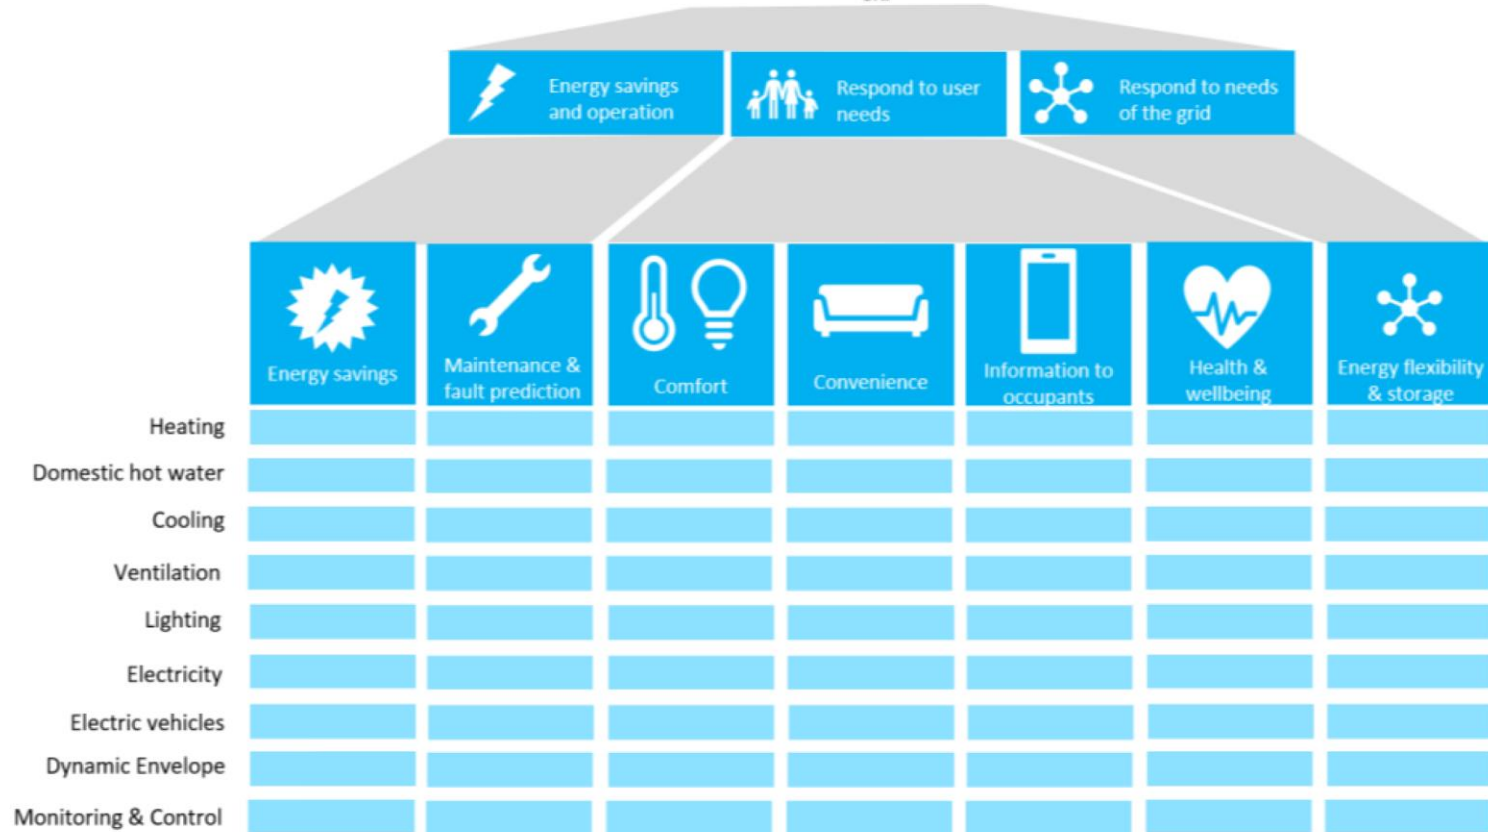 Energy savings
and operation
Respond to user
needs
Respond to needs
of the grid
Energy savings
Maintenance &
fault prediction
Comfort
Convenience
Information to
occupants
Health &
wellbeing
Energy flexibility
& storage
Heating
Domestic hot water
Cooling
Ventilation
Lighting
Electricity
Electric vehicles
Dynamic Envelope
Monitoring & Control